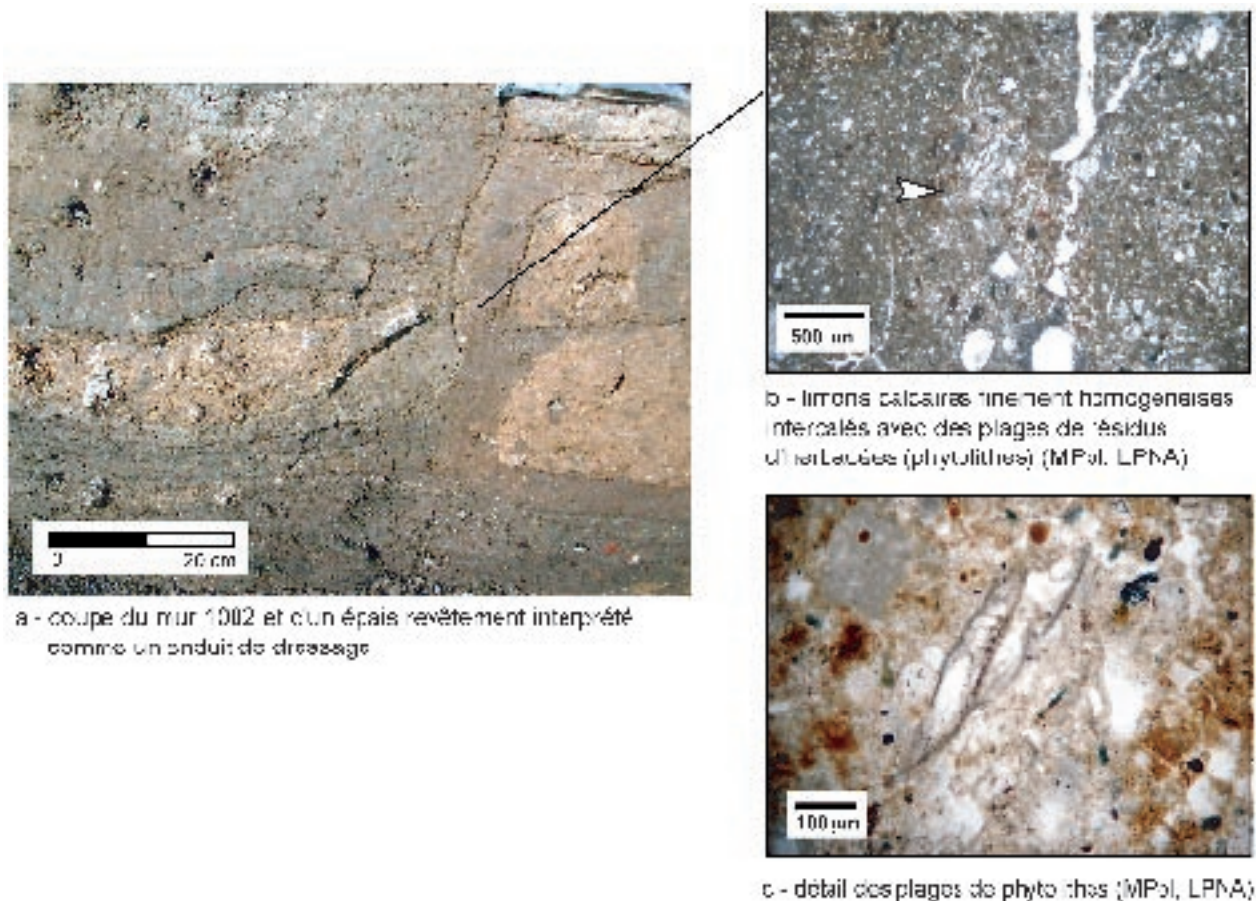 0 20 cm
a - coupe du mur 1002 et d'un épais revêtement interprété
comme un enduit de dressage
500 µm
b - limons calcaires finement homogénéisés
intercalés avec des plages de résidus
d'herbacées (phytolithes) (MPol, LPNA)
100 µm
c - détail des plages de phytolithes (MPol, LPNA)